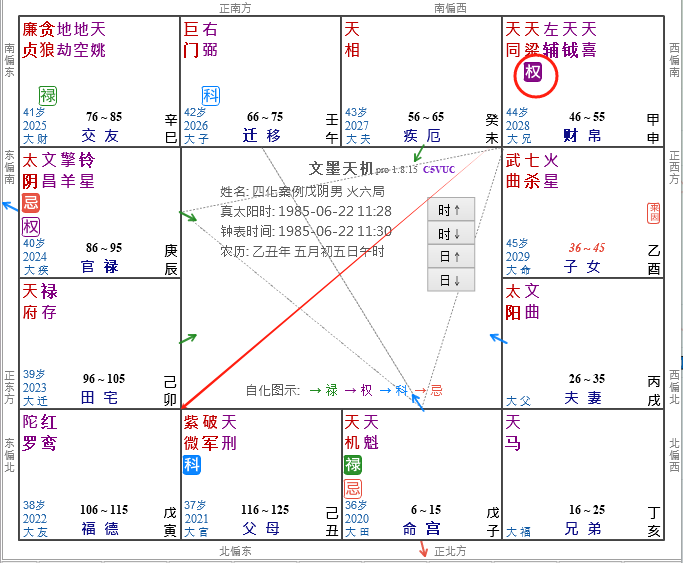 正南方
南偏西
南偏东
东偏南
正东方
东偏北
北偏东
正北方
西南偏
正西方
西偏北
北偏西
廉贪地地天
贞狼劫空姚
禄
41岁
2025
大财
76~85
交友
辛巳
巨右
门弼
科
42岁
2026
大子
66~75
迁移
壬午
天
相
43岁
2027
大夫
56~65
疾厄
癸未
天天左天天
同梁辅钺喜
权
44岁
2028
大兄
46~55
财帛
甲申
太文擎铃
阴昌羊星
忌
权
40岁
2024
大疾
86~95
官禄
庚辰
文墨天机pro 1.8.15 C5VUC
姓名: 四化案例戊阴男 火六局
真太阳时: 1985-06-22 11:28
钟表时间: 1985-06-22 11:30
农历: 乙丑年 五月初五日午时
时↑
时↓
日↑
日↓
自化图示: →禄 →权 →科 →忌
武七火
曲杀星
来因
45岁
2029
大命
36~45
子女
乙酉
天禄
府存
39岁
2023
大迁
96~105
田宅
己卯
太文
阳曲
大父
26~35
夫妻
丙戌
陀红
罗鸾
38岁
2022
大友
106~115
福德
戊寅
紫破天
微军刑
科
37岁
2021
大官
116~125
父母
己丑
天天
机魁
禄
忌
36岁
2020
大田
6~15
命宫
戊子
天
马
大福
16~25
兄弟
丁亥